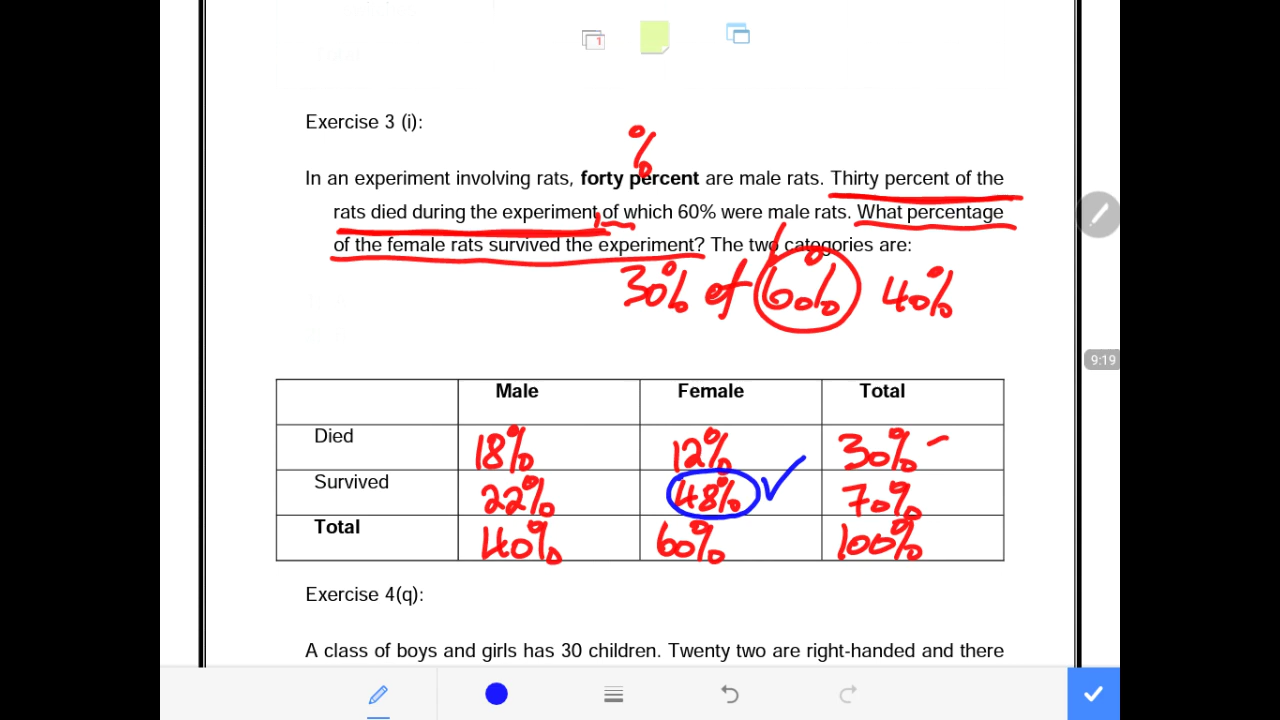 1
Exercise 3 (i):
%
In an experiment involving rats, forty percent are male rats. Thirty percent of the
rats died during the experiment, of which 60% were male rats. What percentage
of the female rats survived the experiment? The two categories are:
30% of 60% 40%
9:19
Male Female Total
Died 18% 12% 30%
Survived 22% 48% 70%
Total 40% 60% 100%
Exercise 4(q):
A class of boys and girls has 30 children. Twenty two are right-handed and there